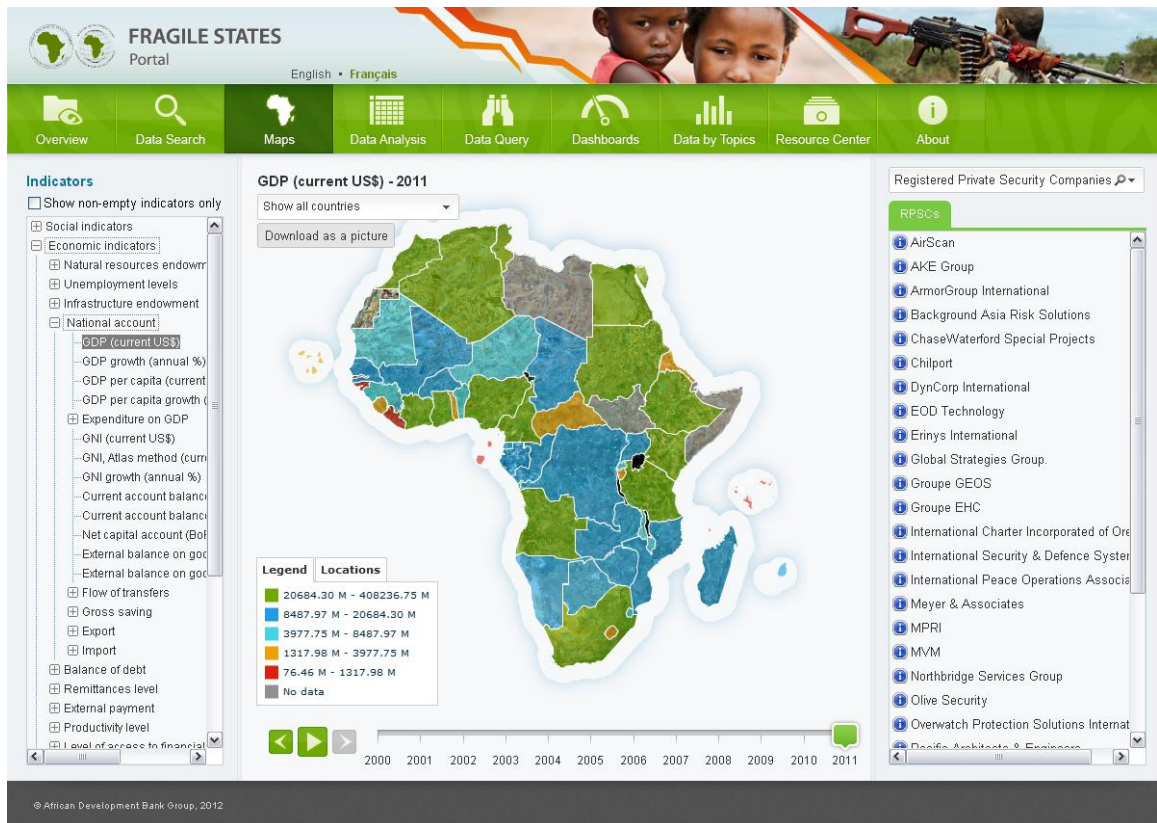 FRAGILE STATES
Portal
English • Français
Overview
Data Search
Maps
Data Analysis
Data Query
Dashboards
Data by Topics
Resource Center
About
Indicators
Show non-empty indicators only
Social indicators
Economic indicators
Natural resources endowm
Unemployment levels
Infrastructure endowment
National account
GDP (current US$)
GDP growth (annual %)
GDP per capita (current
GDP per capita growth (
Expenditure on GDP
GNI (current US$)
GNI, Atlas method (curr
GNI growth (annual %)
Current account balance
Current account balance
Net capital account (BoP
External balance on goo
External balance on goo
Flow of transfers
Gross saving
Export
Import
Balance of debt
Remittances level
External payment
Productivity level
Level of access to financial
GDP (current US$) - 2011
Show all countries
Download as a picture
Legend Locations
20684.30 M - 408236.75 M
8487.97 M - 20684.30 M
3977.75 M - 8487.97 M
1317.98 M - 3977.75 M
76.46 M - 1317.98 M
No data
2000 2001 2002 2003 2004 2005 2006 2007 2008 2009 2010 2011
Registered Private Security Companies
RPSCs
AirScan
AKE Group
ArmorGroup International
Background Asia Risk Solutions
ChaseWaterford Special Projects
Chilport
DynCorp International
EOD Technology
Erinys International
Global Strategies Group.
Groupe GEOS
Groupe EHC
International Charter Incorporated of Ore
International Security & Defence System
International Peace Operations Associa
Meyer & Associates
MPRI
MVM
Northbridge Services Group
Olive Security
Overwatch Protection Solutions Internat
Pacific Architects & Engineers
© African Development Bank Group, 2012